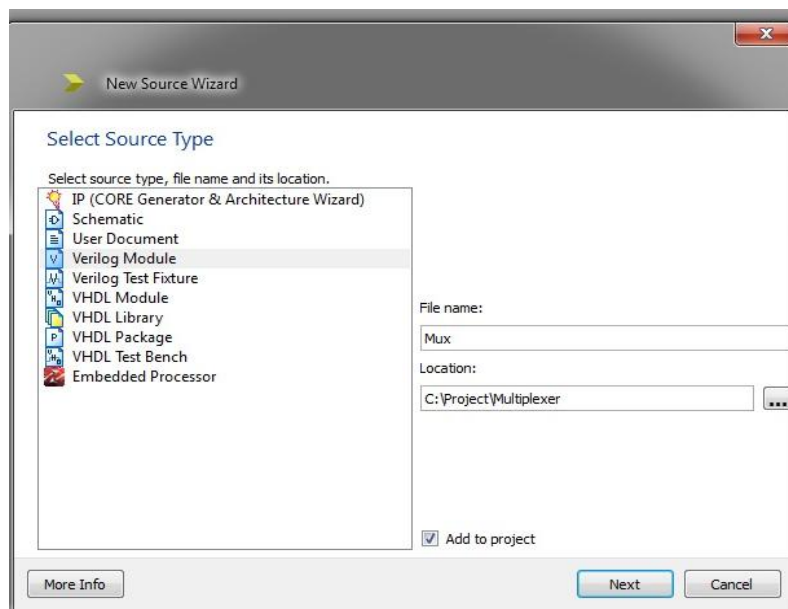 New Source Wizard
Select Source Type
Select source type, file name and its location.
IP (CORE Generator & Architecture Wizard)
Schematic
User Document
Verilog Module
Verilog Test Fixture
VHDL Module
VHDL Library
VHDL Package
VHDL Test Bench
Embedded Processor
File name:
Mux
Location:
C:\Project\Multiplexer
...
Add to project
More Info
Next
Cancel